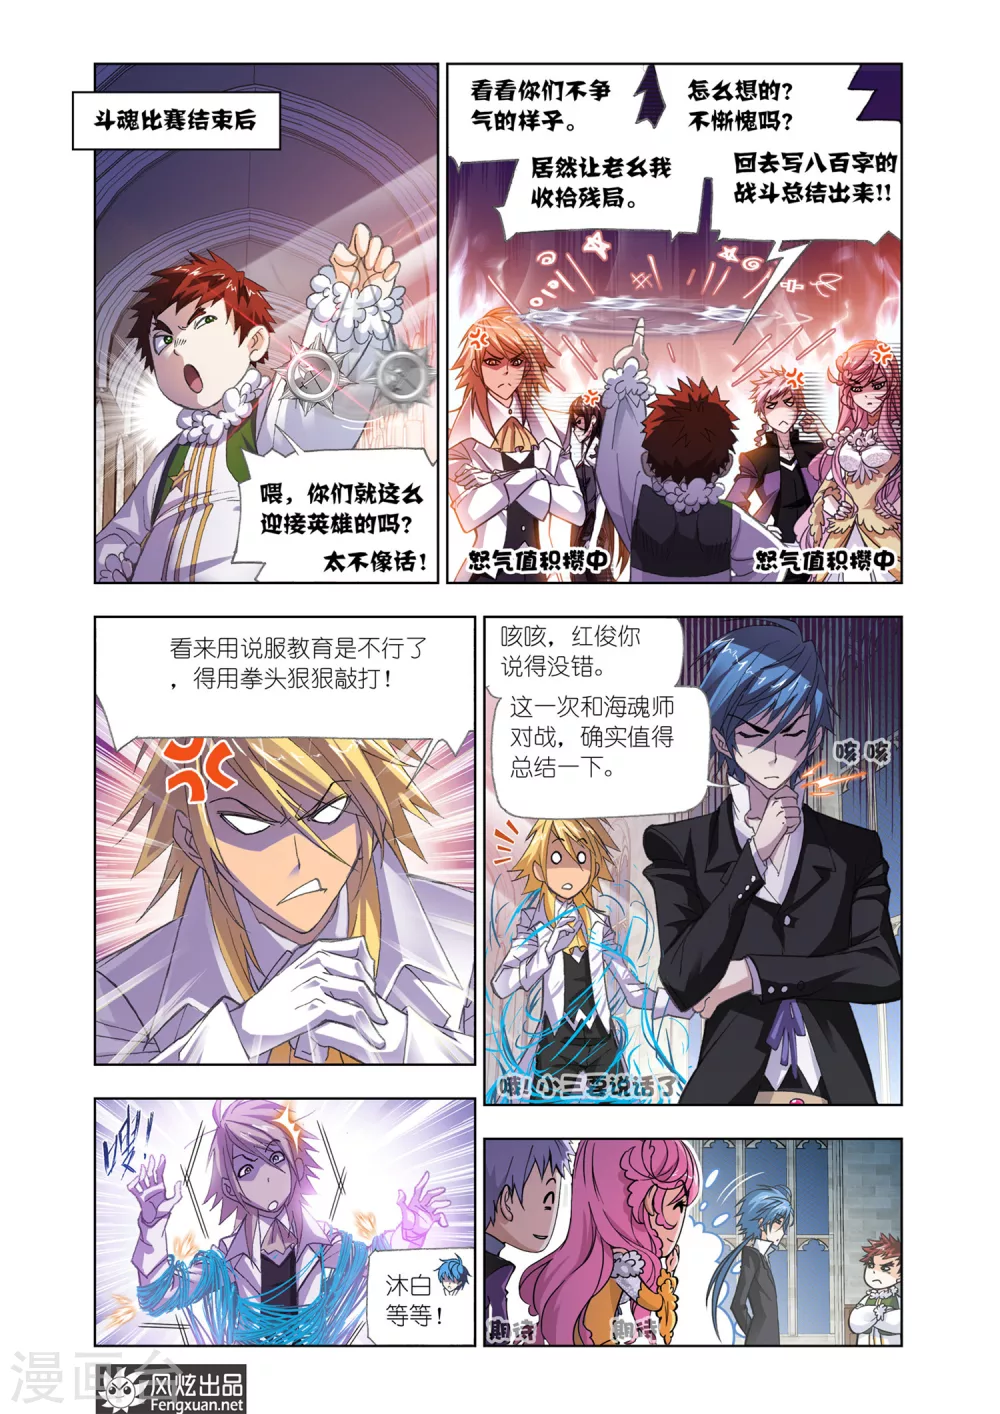 斗魂比赛结束后
喂，你们就这么
迎接英雄的吗？
太不像话！
看看你们不争
气的样子。
怎么想的？
不惭愧吗？
居然让老幺我
收拾残局。
回去写八百字的
战斗总结出来!!
怒气值积攒中
怒气值积攒中
看来用说服教育是不行了
，得用拳头狠狠敲打！
咳咳，红俊你
说得没错。
这一次和海魂师
对战，确实值得
总结一下。
咳 咳
哦！小三要说话了
嘿！
沐白
等等！
期待
期待
漫画台
风炫出品
Fengxuan.net